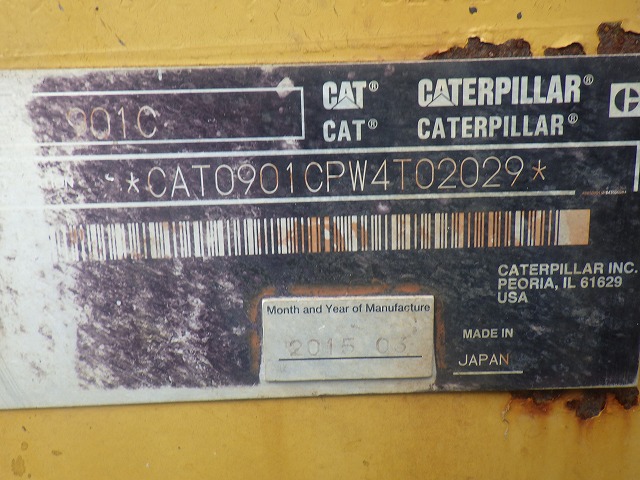 CAT® CATERPILLAR®
901C
CAT® CATERPILLAR®
*CAT0901CPW4T02029*
CATERPILLAR INC.
PEORIA, IL 61629
USA
Month and Year of Manufacture
2015 03
MADE IN
JAPAN